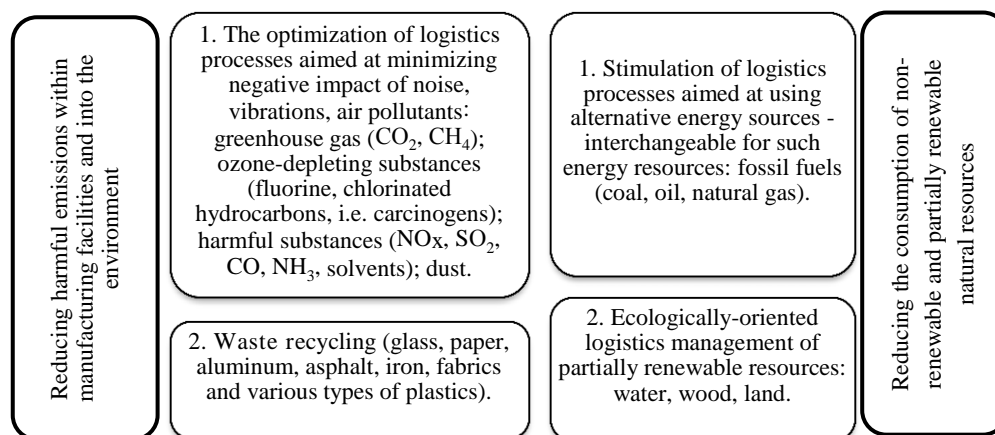 Reducing harmful emissions within
manufacturing facilities and into the
environment
1. The optimization of logistics
processes aimed at minimizing
negative impact of noise,
vibrations, air pollutants:
greenhouse gas (CO₂, CH₄);
ozone-depleting substances
(fluorine, chlorinated
hydrocarbons, i.e. carcinogens);
harmful substances (NOx, SO₂,
CO, NH₃, solvents); dust.
2. Waste recycling (glass, paper,
aluminum, asphalt, iron, fabrics
and various types of plastics).
1. Stimulation of logistics
processes aimed at using
alternative energy sources -
interchangeable for such
energy resources: fossil fuels
(coal, oil, natural gas).
2. Ecologically-oriented
logistics management of
partially renewable resources:
water, wood, land.
Reducing the consumption of non-
renewable and partially renewable
natural resources